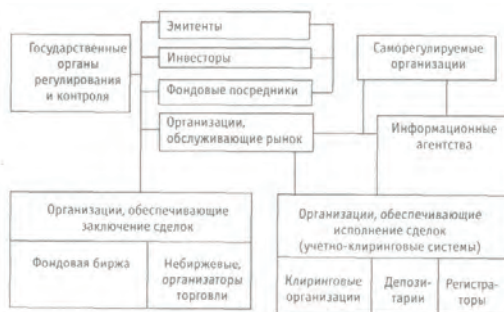 Государственные
органы
регулирования
и контроля
Эмитенты
Инвесторы
Фондовые посредники
Организации,
обслуживающие рынок
Саморегулируемые
организации
Информационные
агентства
Организации, обеспечивающие
заключение сделок
Фондовая биржа
Небиржевые,
организаторы
торговли
Организации, обеспечивающие
исполнение сделок
(учетно-клиринговые системы)
Клиринговые
организации
Депози-
тарии
Регистра-
торы